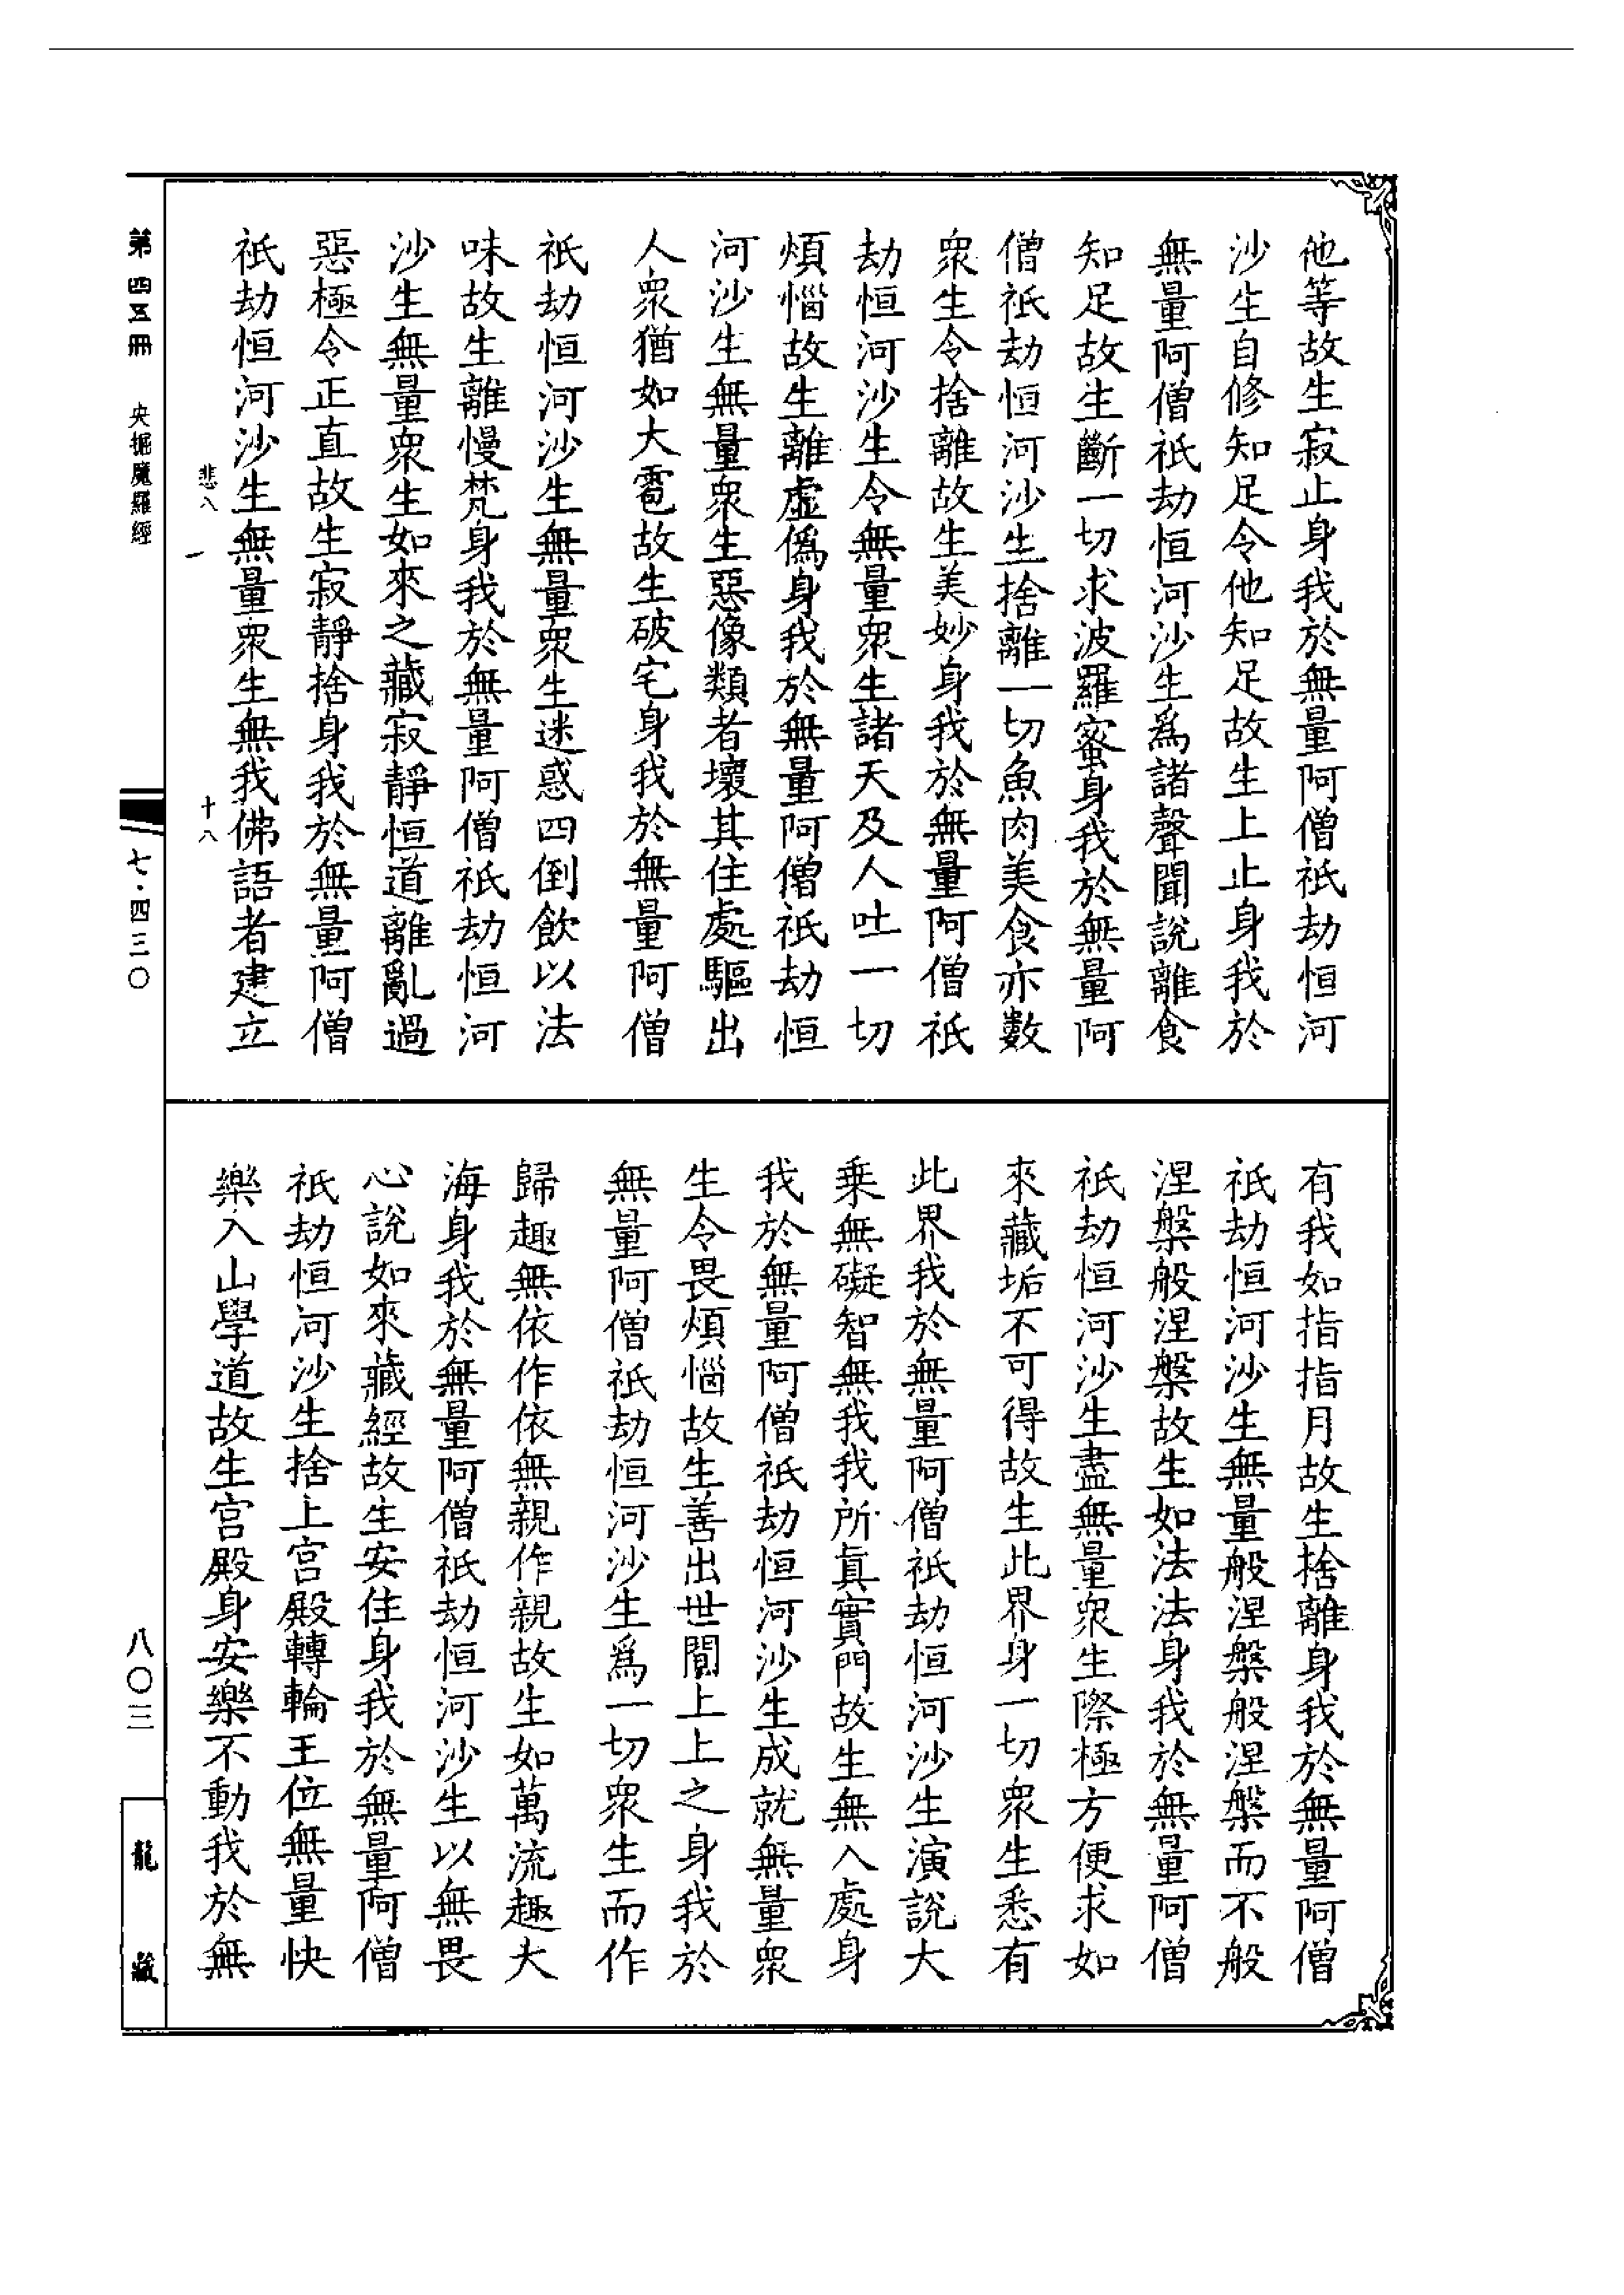 他等故生寂止身我於無量阿僧祇劫恒河
沙生自修知足令他知足故生上止身我於
無量阿僧祇劫恒河沙生爲諸聲聞說離食
知足故生斷一切求波羅蜜身我於無量阿
僧祇劫恒河沙生捨離一切魚肉美食亦數
衆生令捨離故生美妙身我於無量阿僧祇
劫恒河沙生令無量衆生諸天及人吐一切
煩惱故生離虛僞身我於無量阿僧祇劫恒
河沙生無量衆生惡像類者壞其住處驅出
人衆猶如大雹故生破宅身我於無量阿僧
祇劫恒河沙生無量衆生迷惑四倒飲以法
味故生離慢梵身我於無量阿僧祇劫恒河
沙生無量衆生如來之藏寂靜恒道離亂過
惡極令正直故生寂靜捨身我於無量阿僧
祇劫恒河沙生無量衆生無我佛語者建立
悲八 一 十八
有我如指指月故生捨離身我於無量阿僧
祇劫恒河沙生無量般涅槃般涅槃而不般
涅槃般涅槃故生如法法身我於無量阿僧
祇劫恒河沙生盡無量衆生際極方便求如
來藏垢不可得故生此界身一切衆生悉有
此界我於無量阿僧祇劫恒河沙生演說大
乗無礙智無我我所眞實門故生無入處身
我於無量阿僧祇劫恒河沙生成就無量衆
生令畏煩惱故生善出世閒上上之身我於
無量阿僧祇劫恒河沙生爲一切衆生而作
歸趣無依作依無親作親故生如萬流趣大
海身我於無量阿僧祇劫恒河沙生以無畏
心說如來藏經故生安住身我於無量阿僧
祇劫恒河沙生捨上宫殿轉輪王位無量快
樂入山學道故生宫殿身安樂不動我於無
第四五冊 央掘魔羅經 七·四三〇 八〇三 龍藏